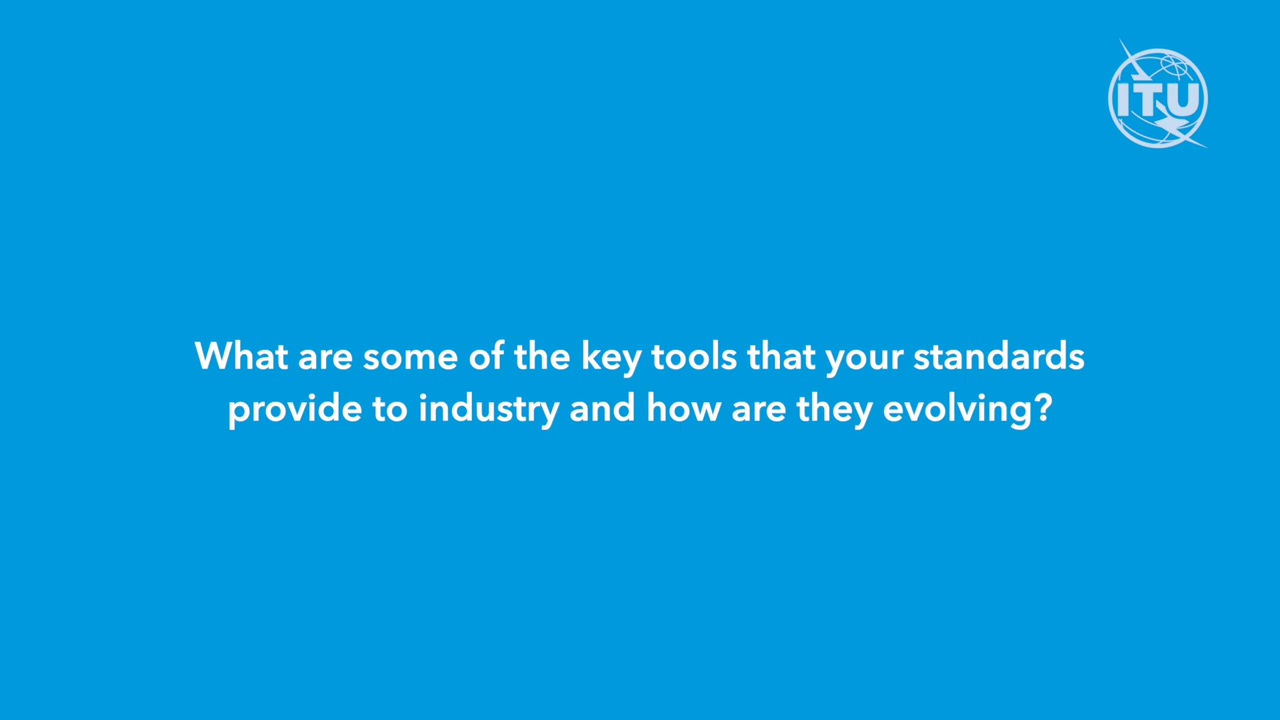 ITU
What are some of the key tools that your standards
provide to industry and how are they evolving?